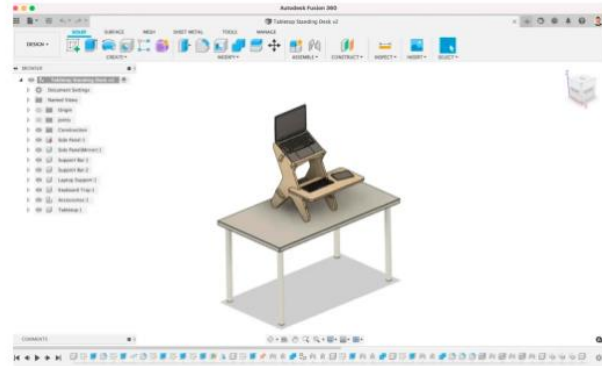 Autodesk Fusion 360
Tabletop Standing Desk v2
SOLID SURFACE MESH SHEET METAL TOOLS MANAGE
DESIGN
CREATE MODIFY ASSEMBLE CONSTRUCT INSPECT INSERT SELECT
BROWSER
Tabletop Standing Desk v2
Document Settings
Named Views
Origin
Joints
Construction
Side Panel:1
Side Panel(Mirror):1
Support Bar:1
Support Bar:2
Laptop Support:1
Keyboard Tray:1
Accessories:1
Tabletop:1
COMMENTS